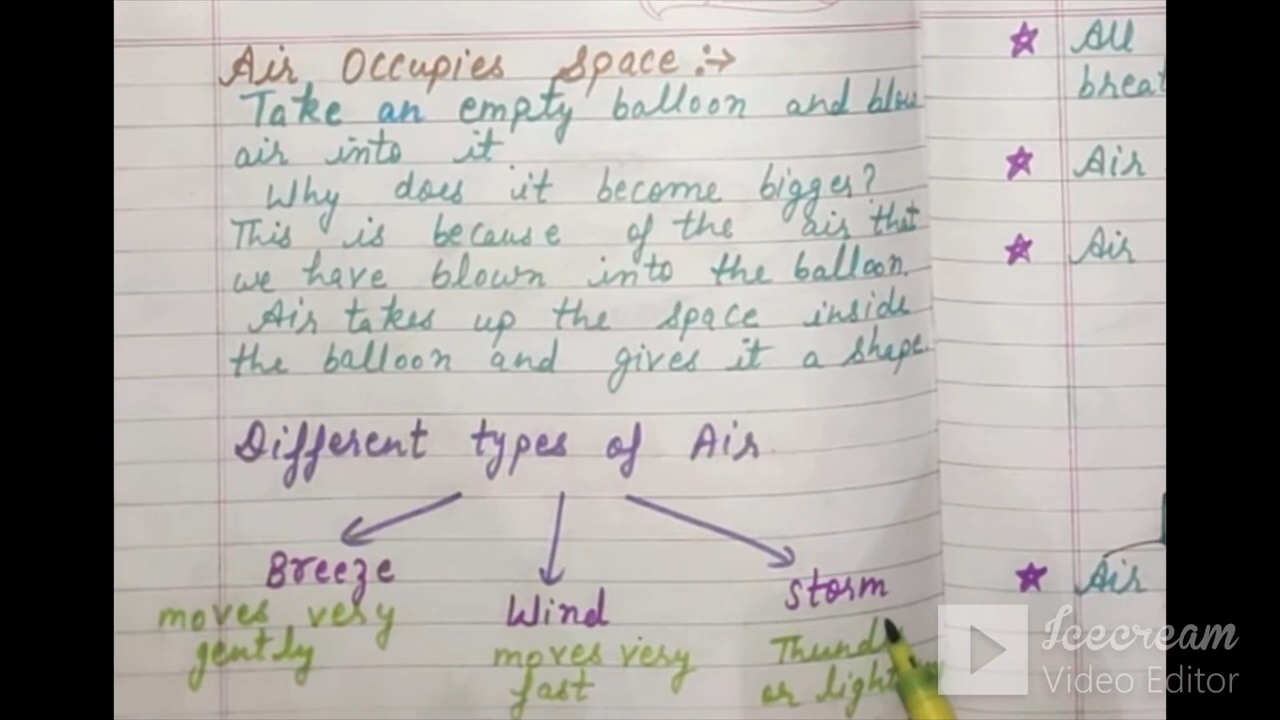 Air Occupies Space :→
Take an empty balloon and blow
air into it
Why does it become bigger?
This is because of the air that
we have blown into the balloon.
Air takes up the space inside
the balloon and gives it a shape.
Different types of Air
Breeze
moves very
gently
Wind
moves very
fast
Storm
or
All
Air
Air
Air
Icecream
Video Editor